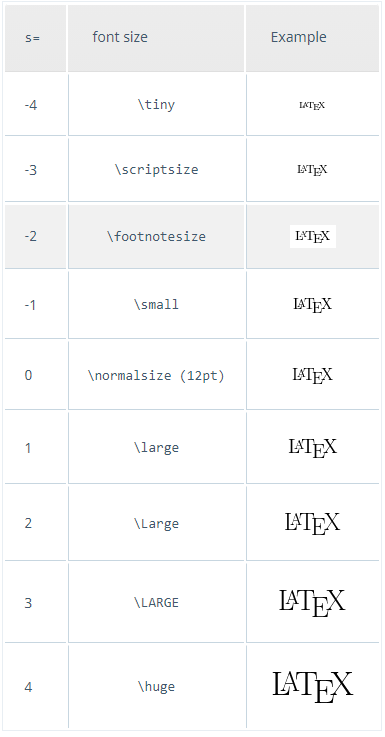 s= font size Example
-4 \tiny LATEX
-3 \scriptsize LATEX
-2 \footnotesize LATEX
-1 \small LATEX
0 \normalsize (12pt) LATEX
1 \large LATEX
2 \Large LATEX
3 \LARGE LATEX
4 \huge LATEX